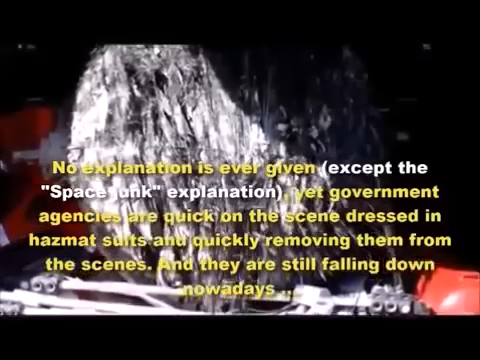 No explanation is ever given (except the
"Space Junk" explanation), yet government
agencies are quick on the scene dressed in
hazmat suits and quickly removing them from
the scenes. And they are still falling down
nowadays ...